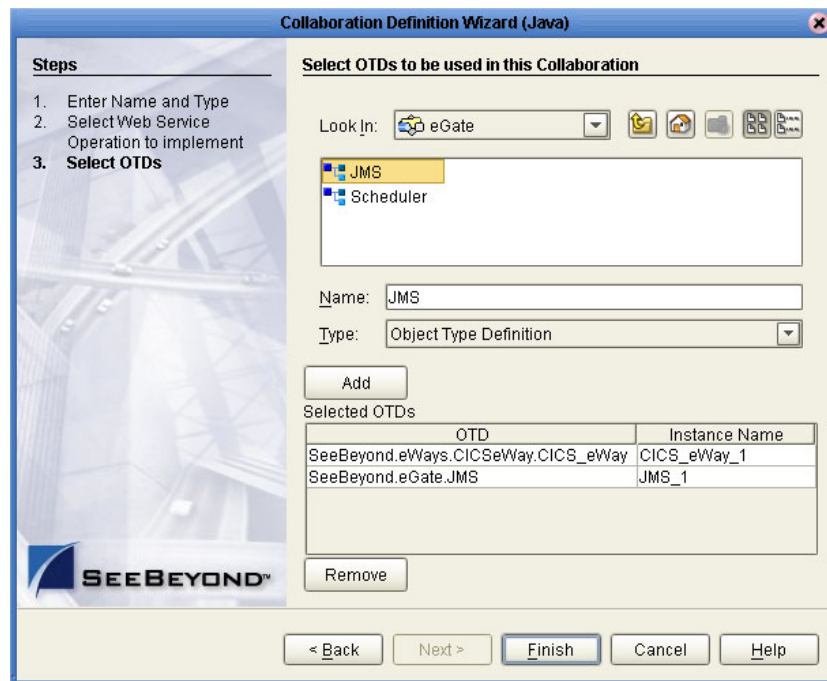 Collaboration Definition Wizard (Java)
Steps
1. Enter Name and Type
2. Select Web Service
Operation to implement
3. Select OTDs
SEEBEYOND™
Select OTDs to be used in this Collaboration
Look In: eGate
JMS
Scheduler
Name: JMS
Type: Object Type Definition
Add
Selected OTDs
OTD Instance Name
SeeBeyond.eWays.CICSeWay.CICS_eWay CICS_eWay_1
SeeBeyond.eGate.JMS JMS_1
Remove
< Back Next > Finish Cancel Help